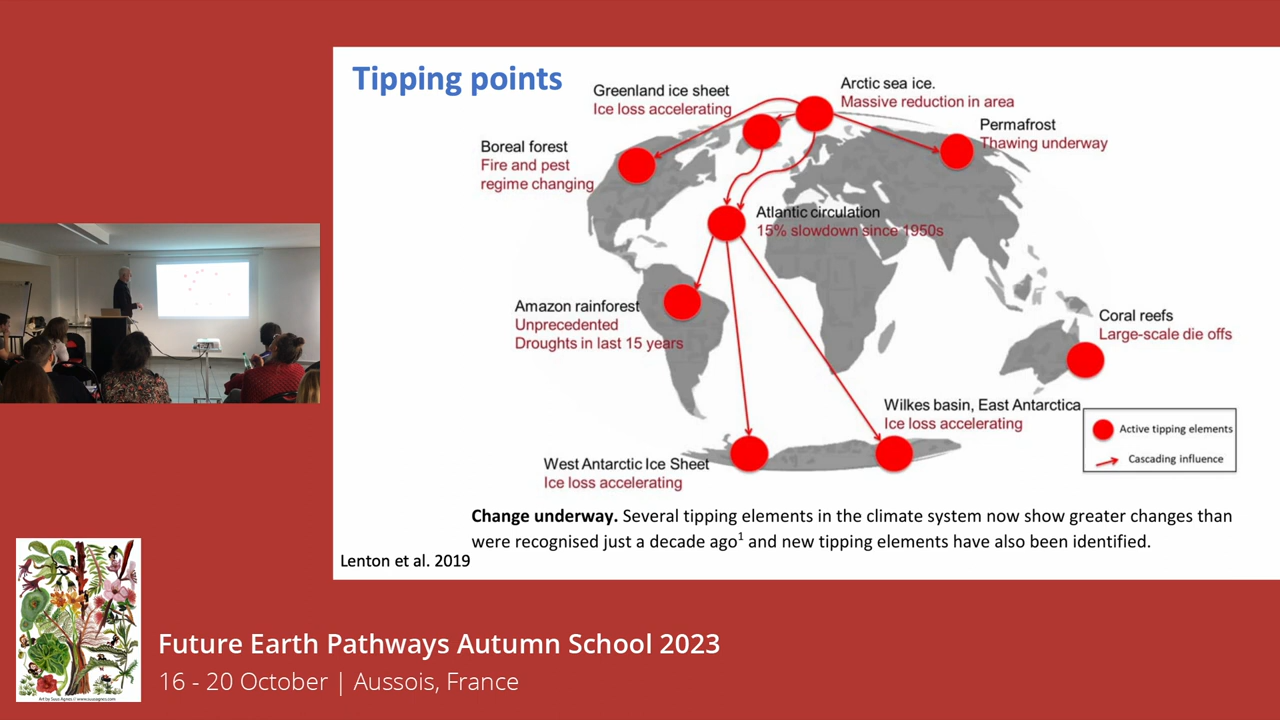 Tipping points
Greenland ice sheet
Ice loss accelerating
Arctic sea ice.
Massive reduction in area
Permafrost
Thawing underway
Boreal forest
Fire and pest
regime changing
Atlantic circulation
15% slowdown since 1950s
Amazon rainforest
Unprecedented
Droughts in last 15 years
Coral reefs
Large-scale die offs
Wilkes basin, East Antarctica
Ice loss accelerating
Active tipping elements
Cascading influence
West Antarctic Ice Sheet
Ice loss accelerating
Change underway. Several tipping elements in the climate system now show greater changes than
were recognised just a decade ago¹ and new tipping elements have also been identified.
Lenton et al. 2019
Future Earth Pathways Autumn School 2023
16 - 20 October | Aussois, France